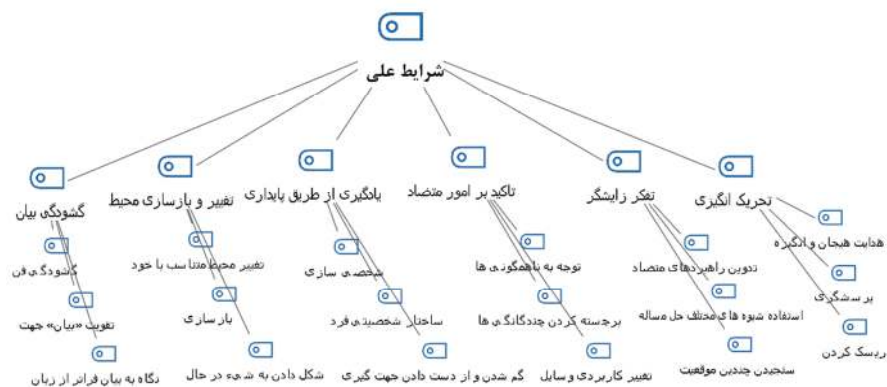 شرایط علی
تحریک انگیزی
تفکر زایشگر
تاکید بر امور متضاد
یادگیری از طریق پایداری
تغییر و بازسازی محیط
گشودگی بیان
هدایت هیجان و انگیزه
پرسشگری
ریسک کردن
تدوین راهبردهای متضاد
استفاده شیوه های مختلف حل مساله
سنجیدن چندین موقعیت
توجه به ناهمگونی ها
برجسته کردن چندگانگی ها
تغییر کاربردی وسایل
شخصی سازی
ساختار شخصیتی فرد
گم شدن و از دست دادن جهت گیری
تغییر محیط متناسب با خود
باز سازی
شکل دادن به شیء در حال
گشودگی فن
تقویت «بیان» جهت
نگاه به بیان فراتر از زبان